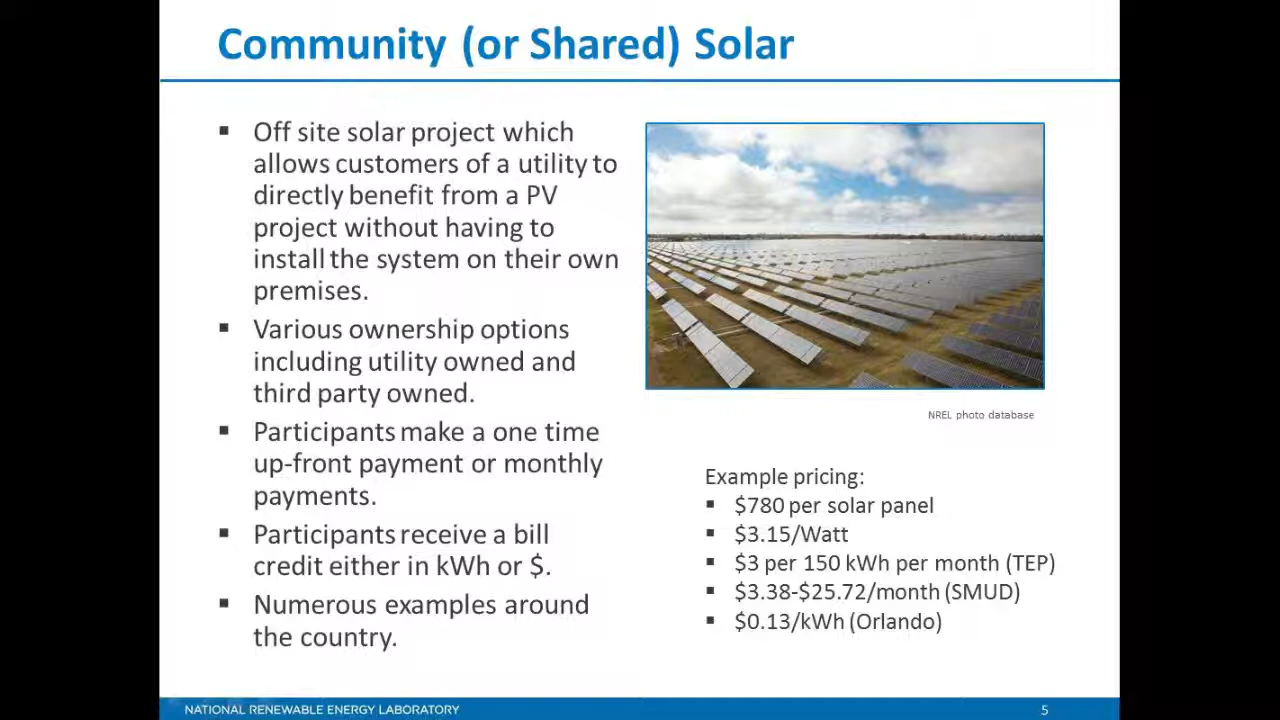 Community (or Shared) Solar
▪ Off site solar project which
allows customers of a utility to
directly benefit from a PV
project without having to
install the system on their own
premises.
▪ Various ownership options
including utility owned and
third party owned.
▪ Participants make a one time
up-front payment or monthly
payments.
▪ Participants receive a bill
credit either in kWh or $.
▪ Numerous examples around
the country.
NREL photo database
Example pricing:
▪ $780 per solar panel
▪ $3.15/Watt
▪ $3 per 150 kWh per month (TEP)
▪ $3.38-$25.72/month (SMUD)
▪ $0.13/kWh (Orlando)
NATIONAL RENEWABLE ENERGY LABORATORY
5